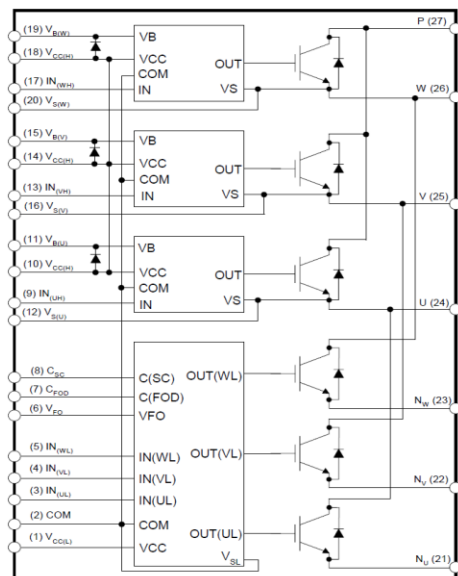 (19) VB(W)
(18) VCC(H)
(17) IN(WH)
(20) VS(W)
VB
VCC
COM
IN
OUT
VS
P (27)
W (26)
(15) VB(V)
(14) VCC(H)
(13) IN(VH)
(16) VS(V)
VB
VCC
COM
IN
OUT
VS
V (25)
(11) VB(U)
(10) VCC(H)
(9) IN(UH)
(12) VS(U)
VB
VCC
COM
IN
OUT
VS
U (24)
(8) CSC
(7) CFOD
(6) VFO
(5) IN(WL)
(4) IN(VL)
(3) IN(UL)
(2) COM
(1) VCC(L)
C(SC)
C(FOD)
VFO
IN(WL)
IN(VL)
IN(UL)
COM
VCC
OUT(WL)
OUT(VL)
OUT(UL)
VSL
NW (23)
NV (22)
NU (21)